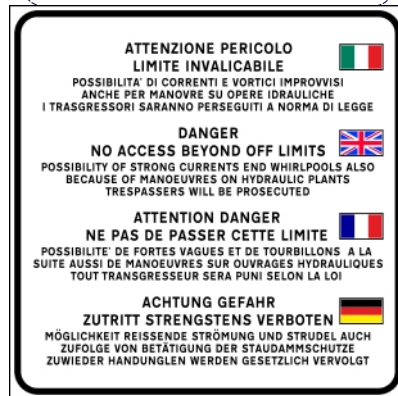 ATTENZIONE PERICOLO
LIMITE INVALICABILE
POSSIBILITA' DI CORRENTI E VORTICI IMPROVVISI
ANCHE PER MANOVRE SU OPERE IDRAULICHE
I TRASGRESSORI SARANNO PERSEGUITI A NORMA DI LEGGE
DANGER
NO ACCESS BEYOND OFF LIMITS
POSSIBILITY OF STRONG CURRENTS END WHIRLPOOLS ALSO
BECAUSE OF MANOEUVRES ON HYDRAULIC PLANTS
TRESPASSERS WILL BE PROSECUTED
ATTENTION DANGER
NE PAS DE PASSER CETTE LIMITE
POSSIBILITE' DE FORTES VAGUES ET DE TOURBILLONS A LA
SUITE AUSSI DE MANOEUVRES SUR OUVRAGES HYDRAULIQUES
TOUT TRANSGRESSEUR SERA PUNI SELON LA LOI
ACHTUNG GEFAHR
ZUTRITT STRENGSTENS VERBOTEN
MÖGLICHKEIT REISSENDE STRÖMUNG UND STRUDEL AUCH
ZUFOLGE VON BETÄTIGUNG DER STAUDAMMSCHUTZE
ZUWIEDER HANDUNGLEN WERDEN GESETZLICH VERVOLGT